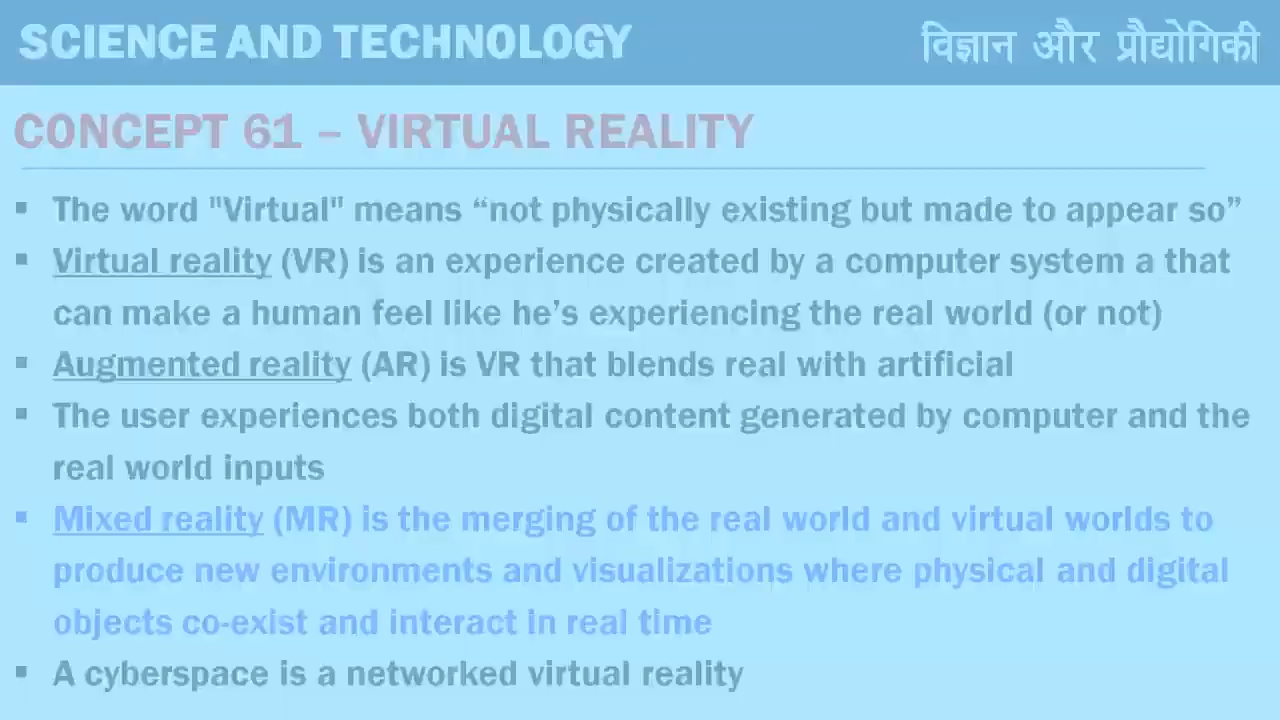 SCIENCE AND TECHNOLOGY
विज्ञान और प्रौद्योगिकी
CONCEPT 61 – VIRTUAL REALITY
▪ The word "Virtual" means “not physically existing but made to appear so”
▪ Virtual reality (VR) is an experience created by a computer system a that
can make a human feel like he’s experiencing the real world (or not)
▪ Augmented reality (AR) is VR that blends real with artificial
▪ The user experiences both digital content generated by computer and the
real world inputs
▪ Mixed reality (MR) is the merging of the real world and virtual worlds to
produce new environments and visualizations where physical and digital
objects co-exist and interact in real time
▪ A cyberspace is a networked virtual reality